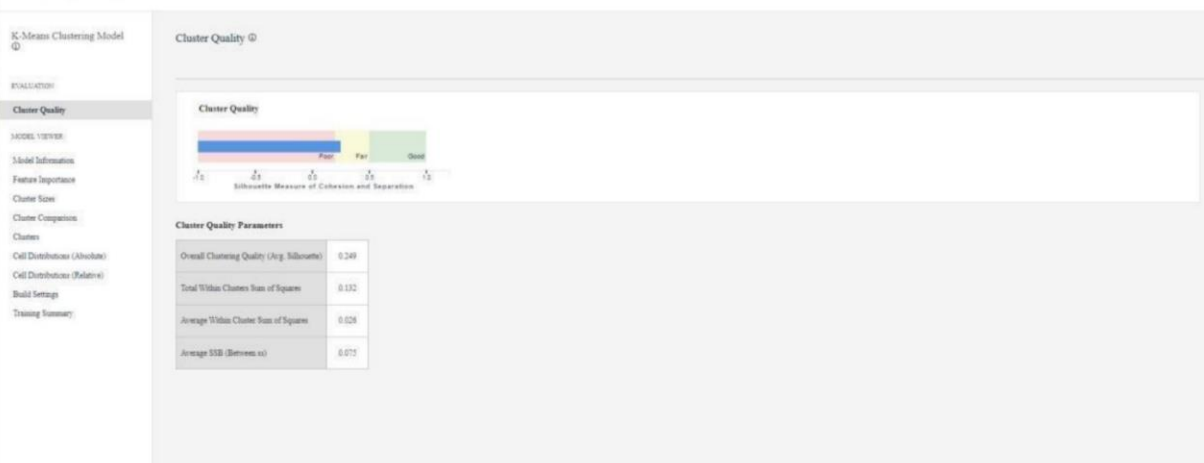 K-Means Clustering Model
Cluster Quality
EVALUATION
Cluster Quality
MODEL VIEWER
Model Information
Feature Importance
Cluster Sizes
Cluster Comparison
Clusters
Cell Distributions (Absolute)
Cell Distributions (Relative)
Build Settings
Training Summary
Cluster Quality
Poor Fair Good
-1.0 -0.5 0.0 0.5 1.0
Silhouette Measure of Cohesion and Separation
Cluster Quality Parameters
Overall Clustering Quality (Avg. Silhouette) 0.249
Total Within Clusters Sum of Squares 0.132
Average Within Cluster Sum of Squares 0.026
Average SSB (Between ss) 0.075